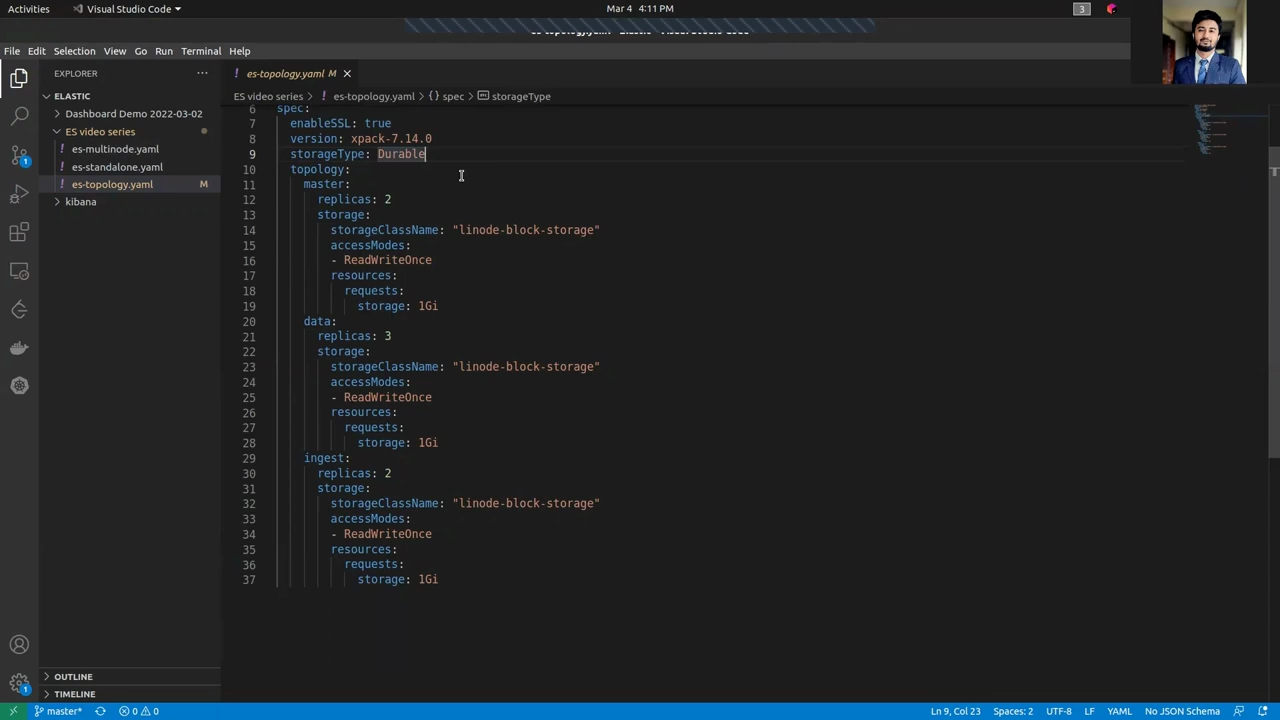 Activities
Visual Studio Code
Mar 4 4:11 PM
3
File Edit Selection View Go Run Terminal Help
EXPLORER
ELASTIC
Dashboard Demo 2022-03-02
ES video series
es-multinode.yaml
es-standalone.yaml
es-topology.yaml M
kibana
OUTLINE
TIMELINE
1
1
es-topology.yaml M
ES video series > es-topology.yaml > {} spec > storageType
6 spec:
7 enableSSL: true
8 version: xpack-7.14.0
9 storageType: Durable
10 topology:
11 master:
12 replicas: 2
13 storage:
14 storageClassName: "linode-block-storage"
15 accessModes:
16 - ReadWriteOnce
17 resources:
18 requests:
19 storage: 1Gi
20 data:
21 replicas: 3
22 storage:
23 storageClassName: "linode-block-storage"
24 accessModes:
25 - ReadWriteOnce
26 resources:
27 requests:
28 storage: 1Gi
29 ingest:
30 replicas: 2
31 storage:
32 storageClassName: "linode-block-storage"
33 accessModes:
34 - ReadWriteOnce
35 resources:
36 requests:
37 storage: 1Gi
master* 0 0 Ln 9, Col 23 Spaces: 2 UTF-8 LF YAML No JSON Schema